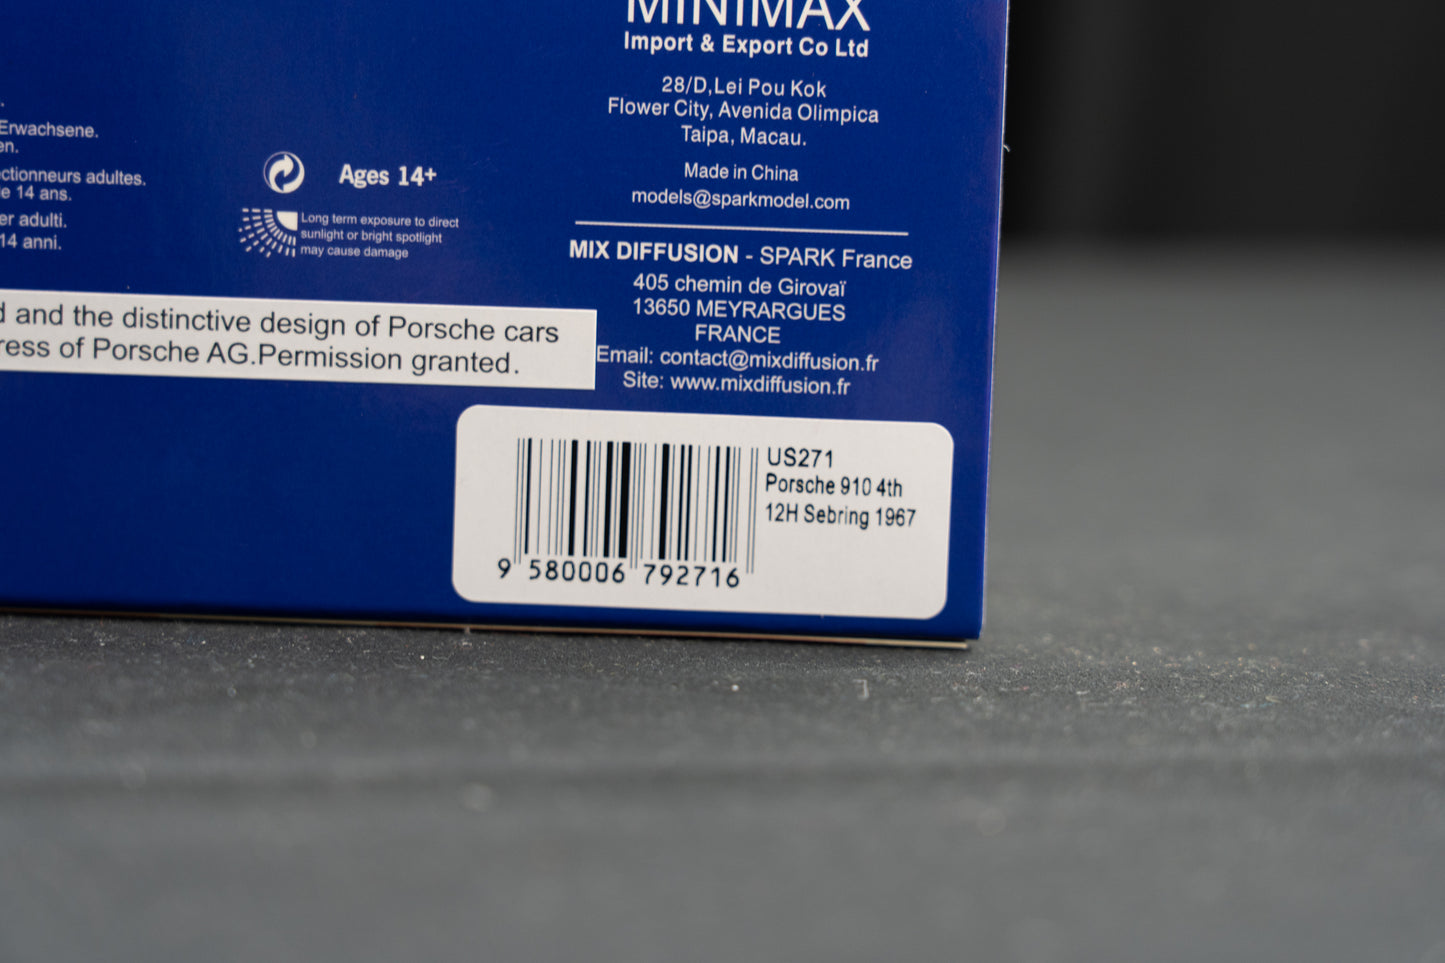 MINIMAX
Import & Export Co Ltd
28/D,Lei Pou Kok
Flower City, Avenida Olimpica
Taipa, Macau.
Made in China
models@sparkmodel.com
MIX DIFFUSION - SPARK France
405 chemin de Girovaï
13650 MEYRARGUES
FRANCE
Email: contact@mixdiffusion.fr
Site: www.mixdiffusion.fr
Erwachsene.
en.
ctionneurs adultes.
e 14 ans.
er adulti.
14 anni.
Ages 14+
Long term exposure to direct
sunlight or bright spotlight
may cause damage
d and the distinctive design of Porsche cars
ress of Porsche AG.Permission granted.
US271
Porsche 910 4th
12H Sebring 1967
9 580006 792716